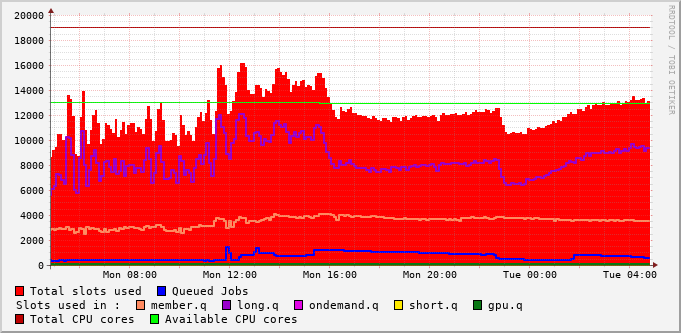 20000
18000
16000
14000
12000
10000
8000
6000
4000
2000
0
Mon 08:00 Mon 12:00 Mon 16:00 Mon 20:00 Tue 00:00 Tue 04:00
RRDTOOL / TOBI OETIKER
Total slots used Queued Jobs
Slots used in : member.q long.q ondemand.q short.q gpu.q
Total CPU cores Available CPU cores